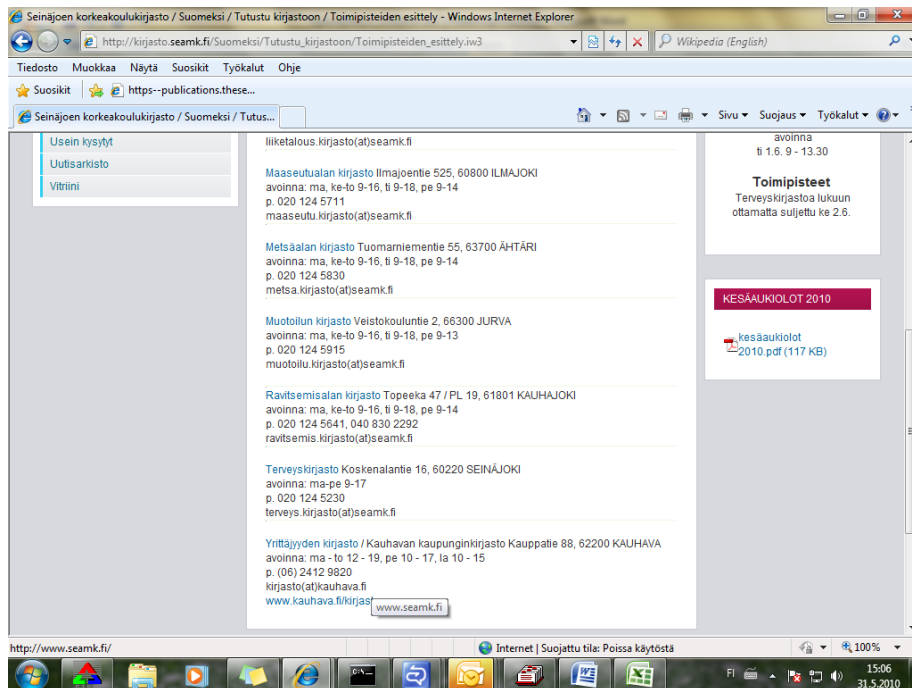 Seinäjoen korkeakoulukirjasto / Suomeksi / Tutustu kirjastoon / Toimipisteiden esittely - Windows Internet Explorer
http://kirjasto.seamk.fi/Suomeksi/Tutustu_kirjastoon/Toimipisteiden_esittely.iw3
Wikipedia (English)
Tiedosto Muokkaa Näytä Suosikit Työkalut Ohje
Suosikit https--publications.these...
Seinäjoen korkeakoulukirjasto / Suomeksi / Tutus...
Sivu Suojaus Työkalut
Usein kysytyt
Uutisarkisto
Vitriini
liiketalous.kirjasto(at)seamk.fi
Maaseutualan kirjasto Ilmajoentie 525, 60800 ILMAJOKI
avoinna: ma, ke-to 9-16, ti 9-18, pe 9-14
p. 020 124 5711
maaseutu.kirjasto(at)seamk.fi
Metsäalan kirjasto Tuomarniementie 55, 63700 ÄHTÄRI
avoinna: ma, ke-to 9-16, ti 9-18, pe 9-14
p. 020 124 5830
metsa.kirjasto(at)seamk.fi
Muotoilun kirjasto Veistokouluntie 2, 66300 JURVA
avoinna: ma, ke-to 9-16, ti 9-18, pe 9-13
p. 020 124 5915
muotoilu.kirjasto(at)seamk.fi
Ravitsemisalan kirjasto Topeeka 47 / PL 19, 61801 KAUHAJOKI
avoinna: ma, ke-to 9-16, ti 9-18, pe 9-14
p. 020 124 5641, 040 830 2292
ravitsemis.kirjasto(at)seamk.fi
Terveyskirjasto Koskenalantie 16, 60220 SEINÄJOKI
avoinna: ma-pe 9-17
p. 020 124 5230
terveys.kirjasto(at)seamk.fi
Yrittäjyyden kirjasto / Kauhavan kaupunginkirjasto Kauppatie 88, 62200 KAUHAVA
avoinna: ma - to 12 - 19, pe 10 - 17, la 10 - 15
p. (06) 2412 9820
kirjasto(at)kauhava.fi
www.kauhava.fi/kirjast
www.seamk.fi
avoinna
ti 1.6. 9 - 13.30
Toimipisteet
Terveyskirjastoa lukuun
ottamatta suljettu ke 2.6.
KESÄAUKIOLOT 2010
kesäaukiolot
2010.pdf (117 KB)
http://www.seamk.fi/
Internet | Suojattu tila: Poissa käytöstä
100%
FI
15:06
31.5.2010